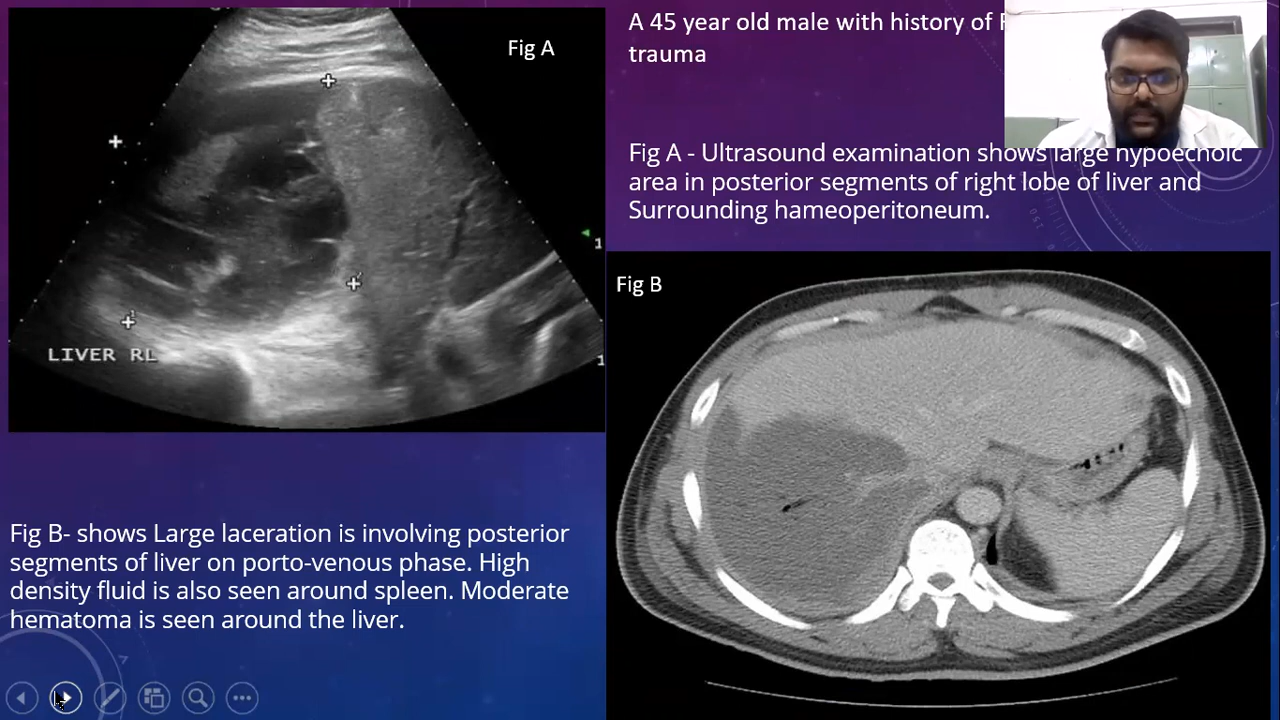 Fig A
LIVER RL
1
1
1
A 45 year old male with history of
trauma
Fig A - Ultrasound examination shows large hypoechoic
area in posterior segments of right lobe of liver and
Surrounding hameoperitoneum.
Fig B
Fig B- shows Large laceration is involving posterior
segments of liver on porto-venous phase. High
density fluid is also seen around spleen. Moderate
hematoma is seen around the liver.